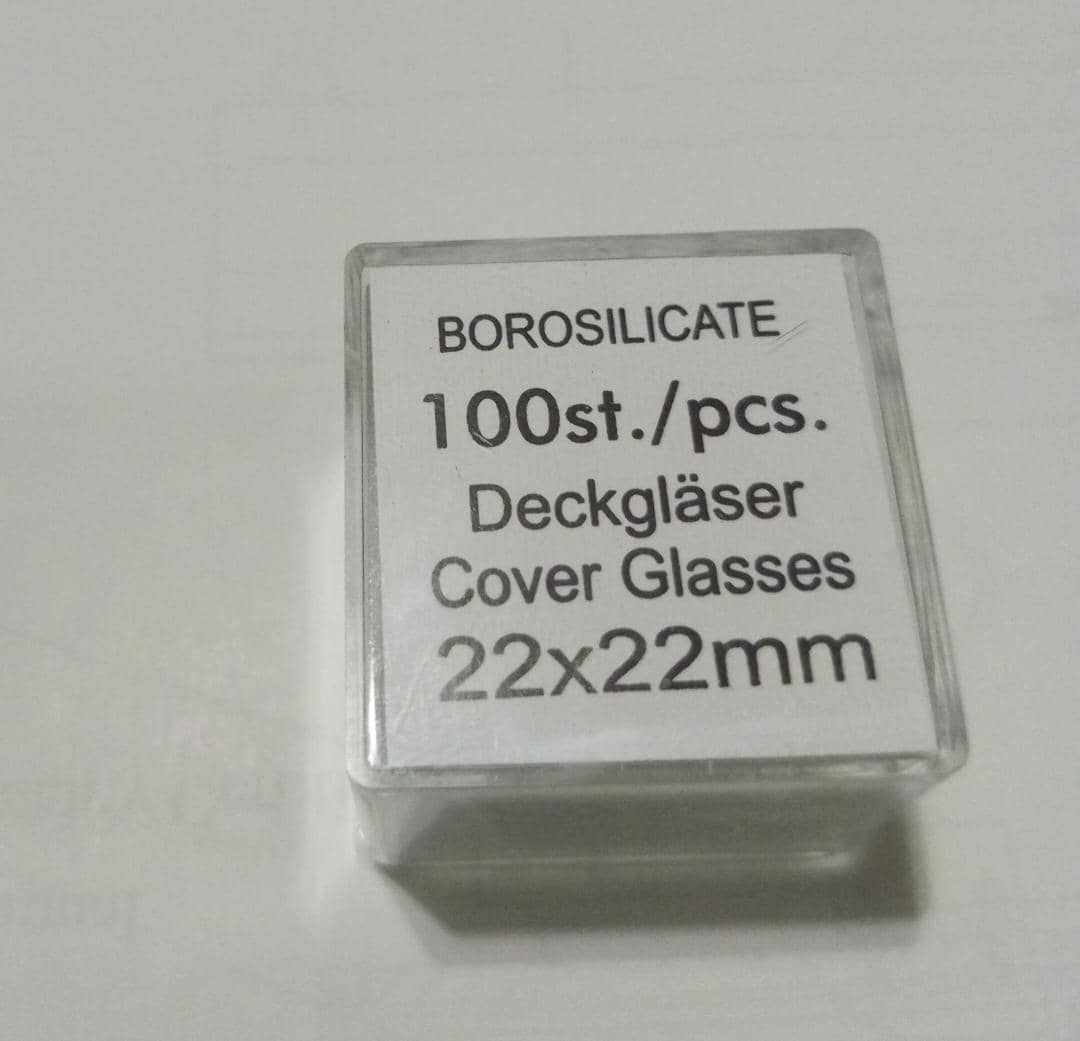 BOROSILICATE
100st./pcs.
Deckgläser
Cover Glasses
22x22mm